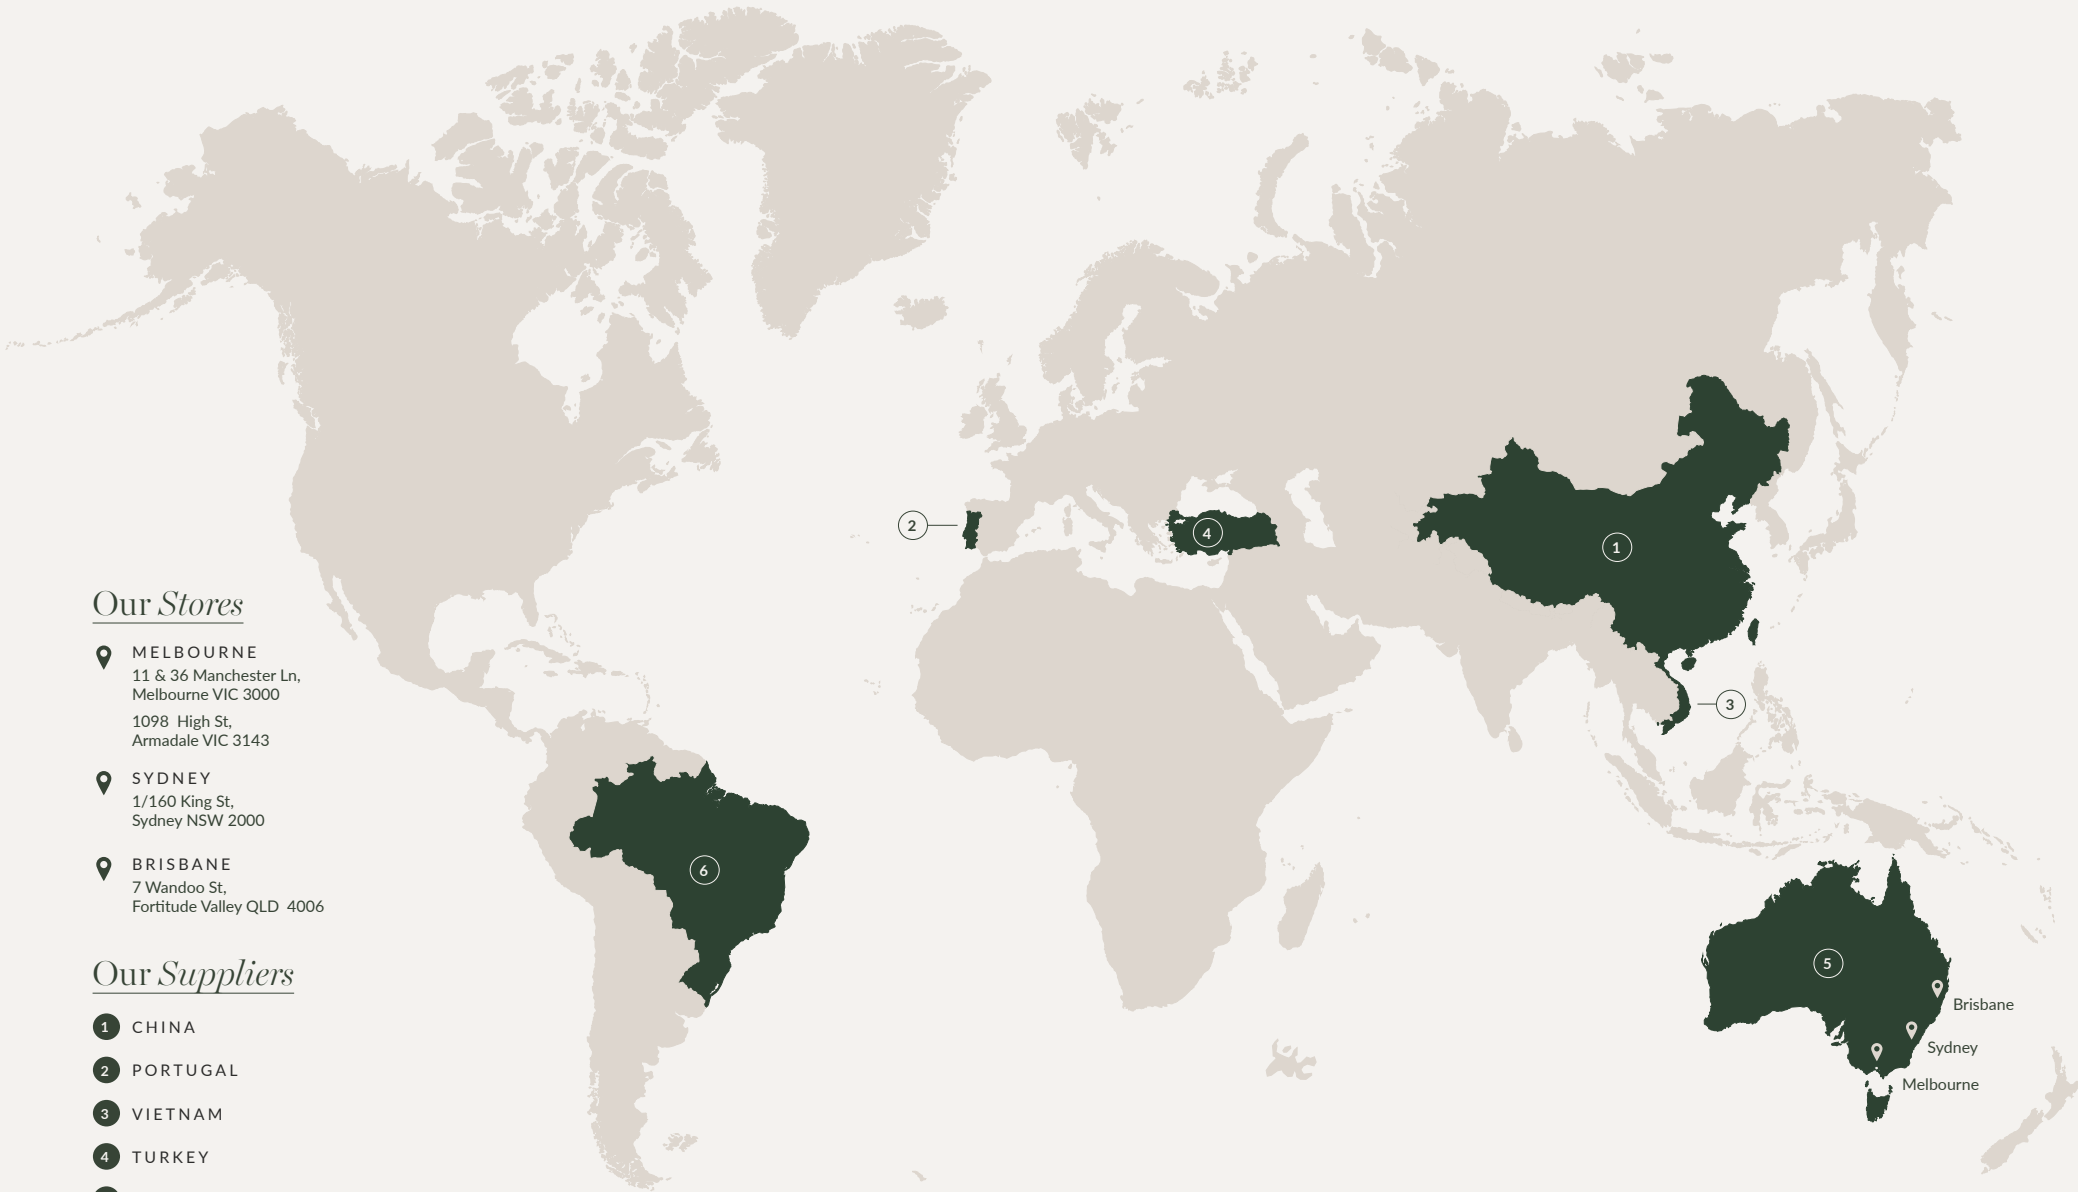 Our Stores
MELBOURNE
11 & 36 Manchester Ln,
Melbourne VIC 3000
1098 High St,
Armadale VIC 3143
SYDNEY
1/160 King St,
Sydney NSW 2000
BRISBANE
7 Wandoo St,
Fortitude Valley QLD 4006
Our Suppliers
1 CHINA
2 PORTUGAL
3 VIETNAM
4 TURKEY
2
4
1
3
6
5
Brisbane
Sydney
Melbourne